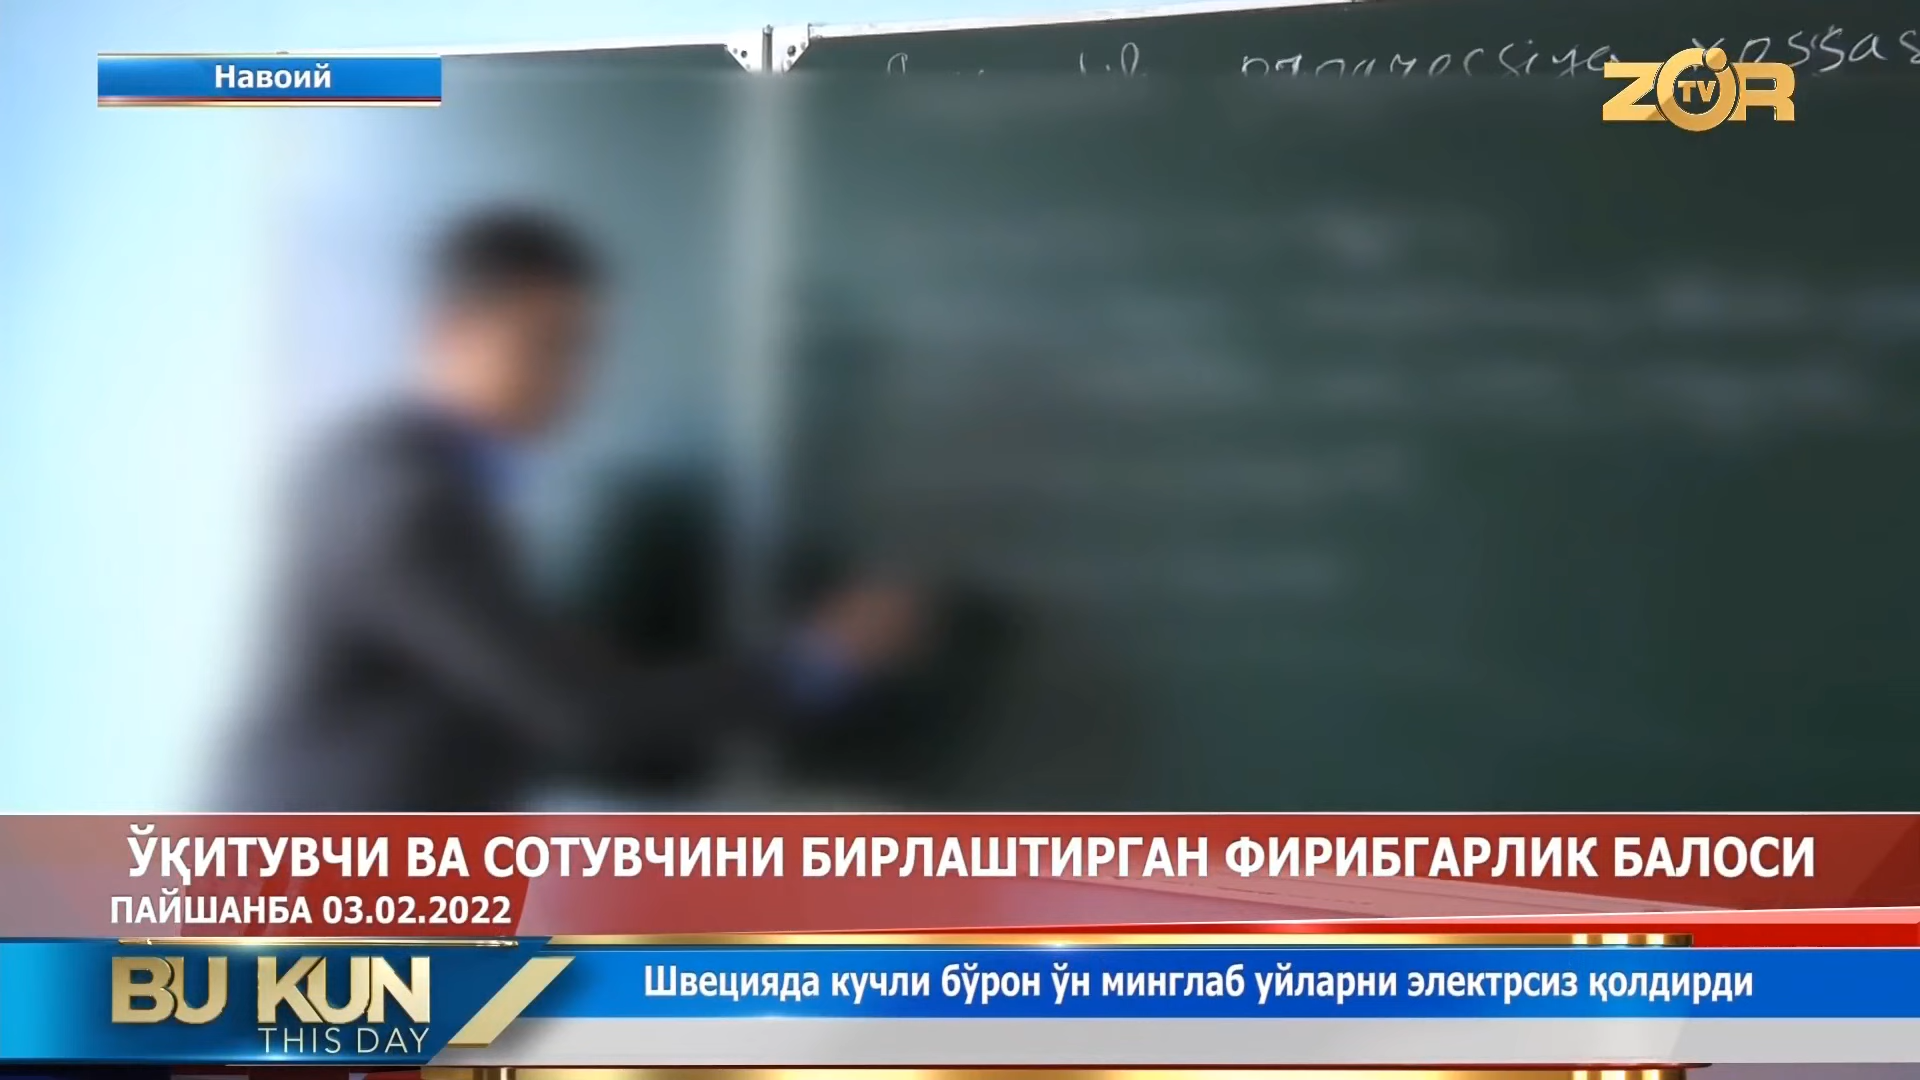 Навоий
ZO'R TV
ЎҚИТУВЧИ ВА СОТУВЧИНИ БИРЛАШТИРГАН ФИРИБГАРЛИК БАЛОСИ
ПАЙШАНБА 03.02.2022
BU KUN
THIS DAY
Швецияда кучли бўрон ўн минглаб уйларни электрсиз қолдирди